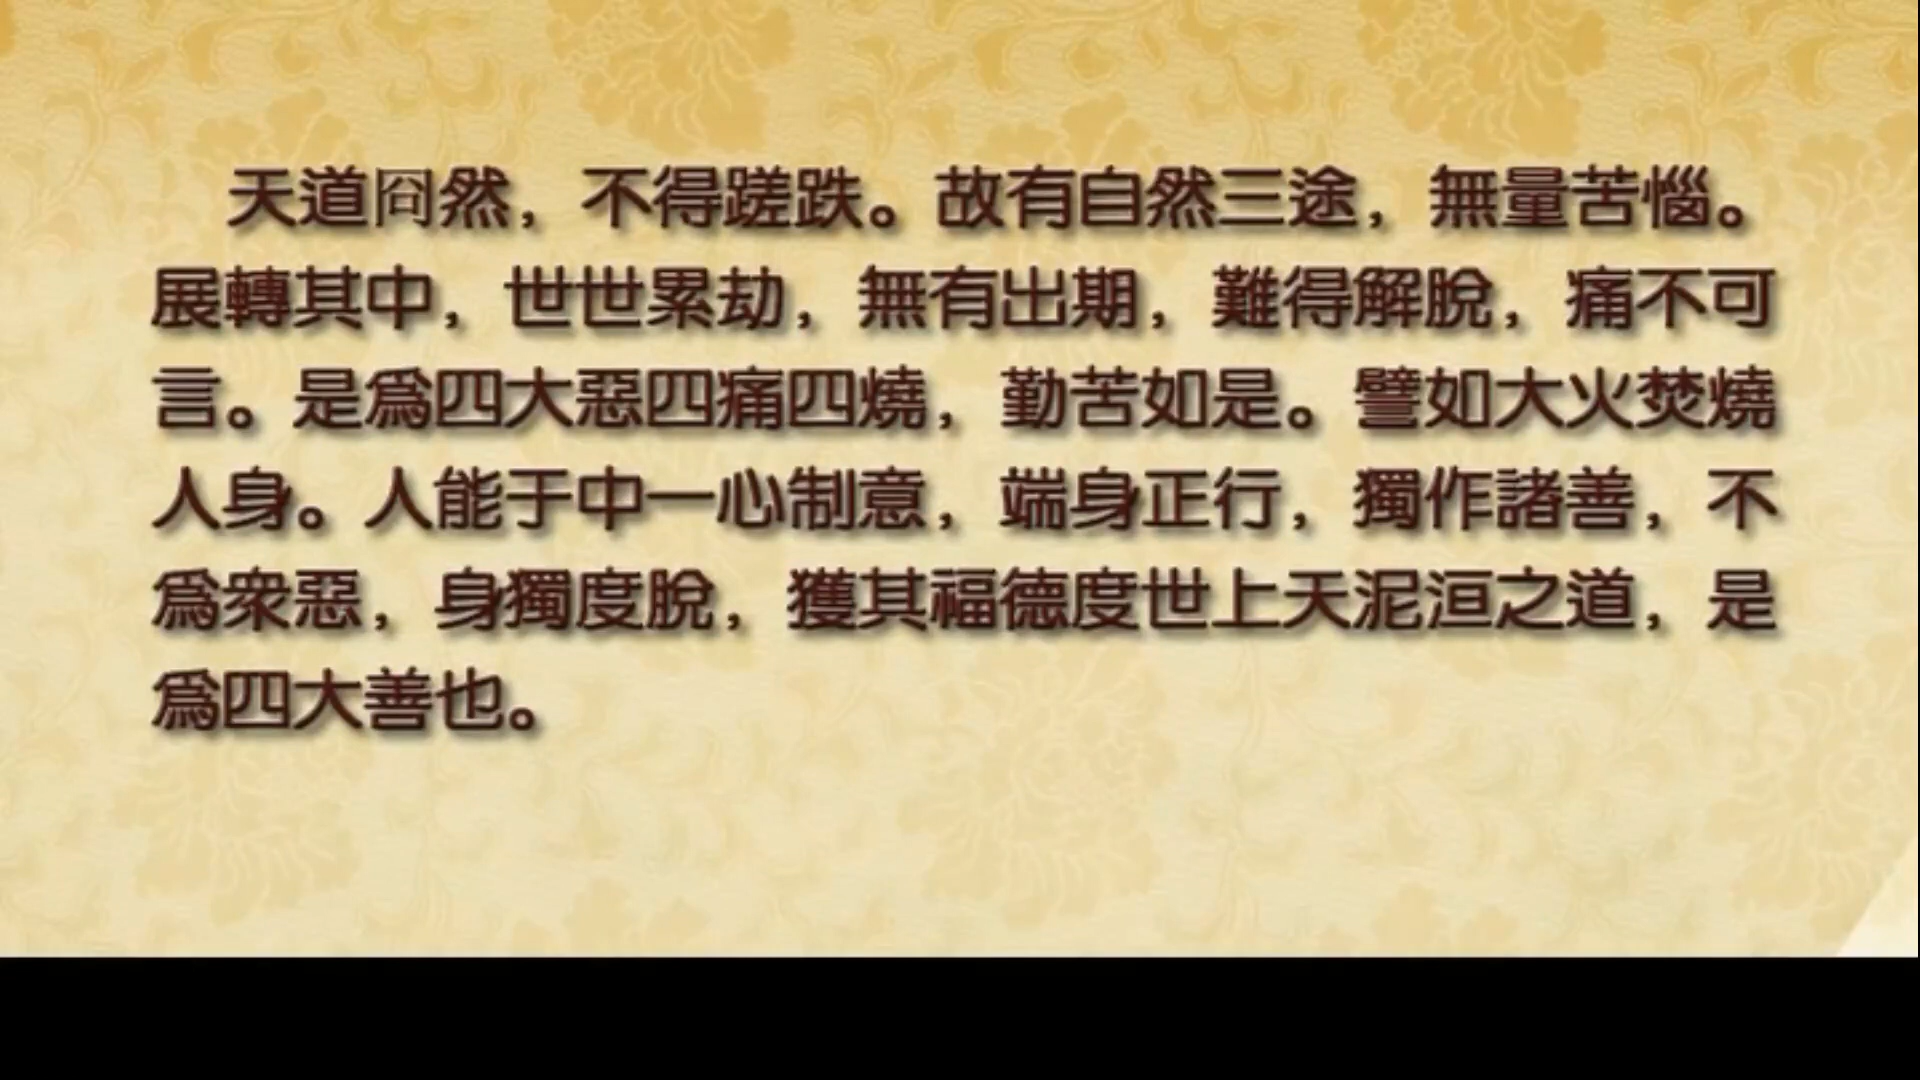 天道冏然，不得蹉跌。故有自然三途，無量苦惱。
展轉其中，世世累劫，無有出期，難得解脫，痛不可
言。是爲四大惡四痛四燒，勤苦如是。譬如大火焚燒
人身。人能于中一心制意，端身正行，獨作諸善，不
爲衆惡，身獨度脫，獲其福德度世上天泥洹之道，是
爲四大善也。